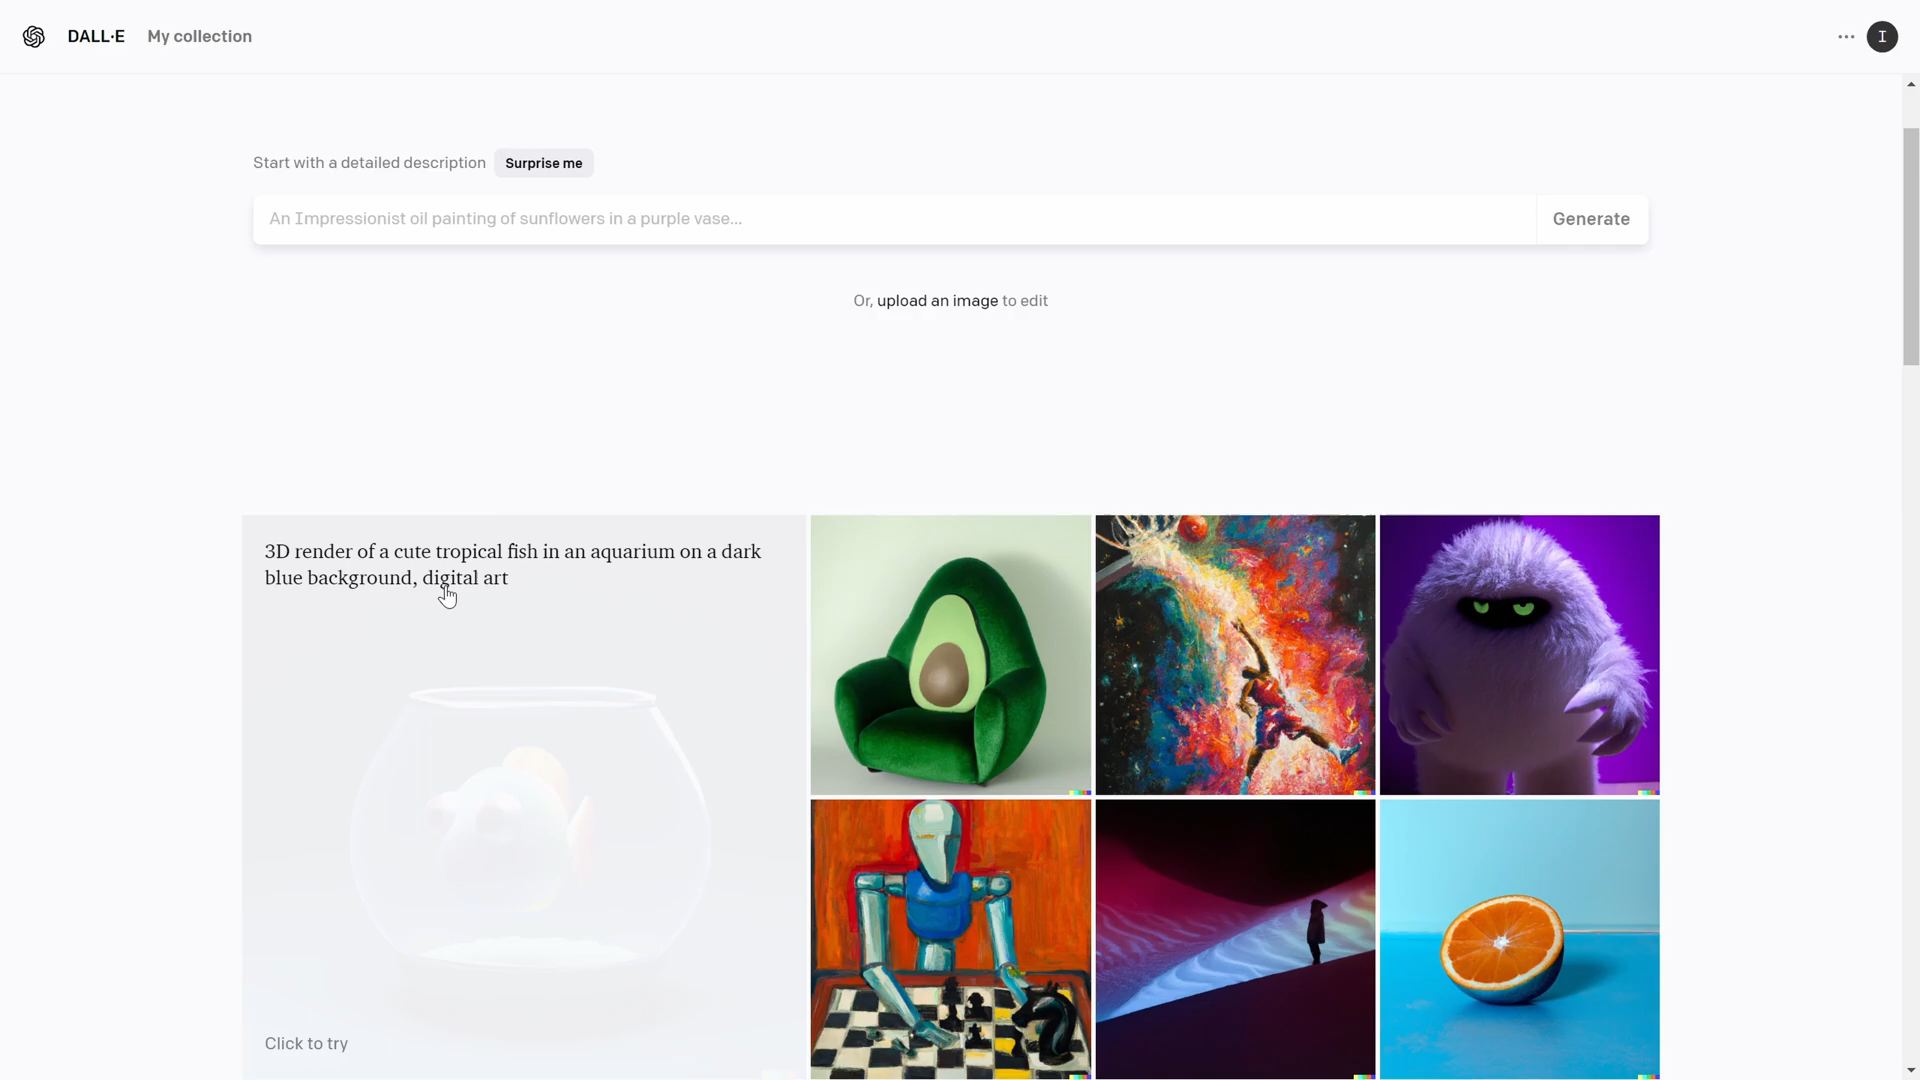 DALL·E My collection
I
Start with a detailed description Surprise me
An Impressionist oil painting of sunflowers in a purple vase... Generate
Or, upload an image to edit
3D render of a cute tropical fish in an aquarium on a dark
blue background, digital art
Click to try